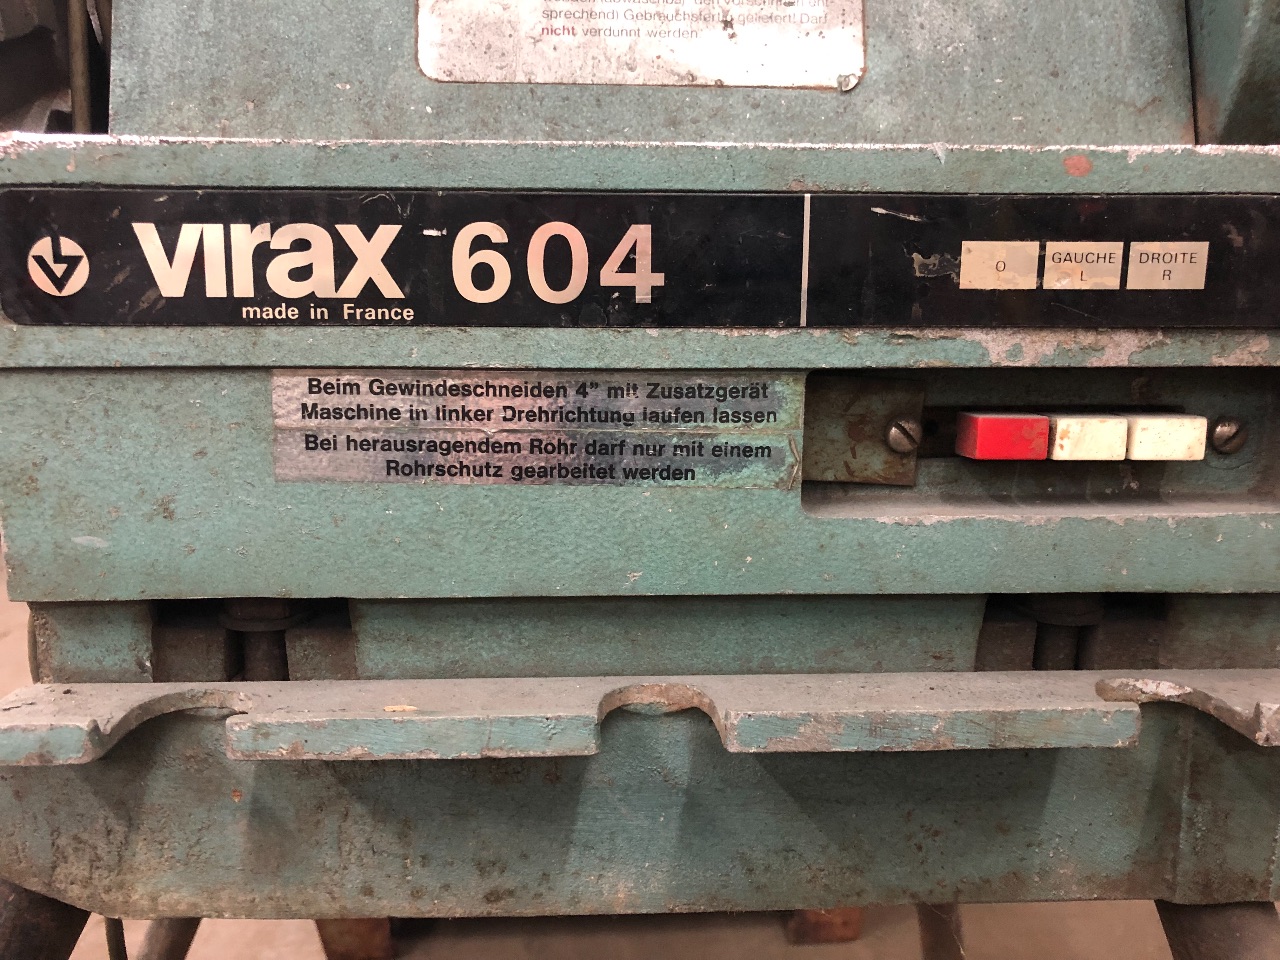 sprechend) Gebrauchsfertig geliefert! Darf
nicht verdunnt werden
virax 604
made in France
O
GAUCHE
L
DROITE
R
Beim Gewindeschneiden 4" mit Zusatzgerät
Maschine in linker Drehrichtung laufen lassen
Bei herausragendem Rohr darf nur mit einem
Rohrschutz gearbeitet werden